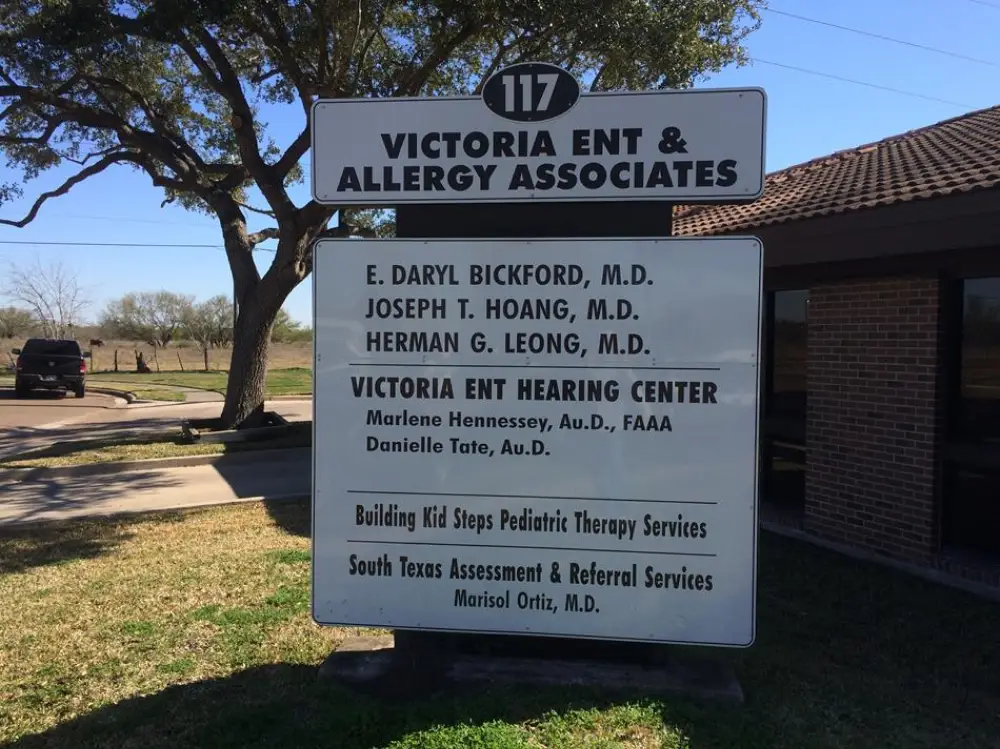 117
VICTORIA ENT &
ALLERGY ASSOCIATES
E. DARYL BICKFORD, M.D.
JOSEPH T. HOANG, M.D.
HERMAN G. LEONG, M.D.
VICTORIA ENT HEARING CENTER
Marlene Hennessey, Au.D., FAAA
Danielle Tate, Au.D.
Building Kid Steps Pediatric Therapy Services
South Texas Assessment & Referral Services
Marisol Ortiz, M.D.